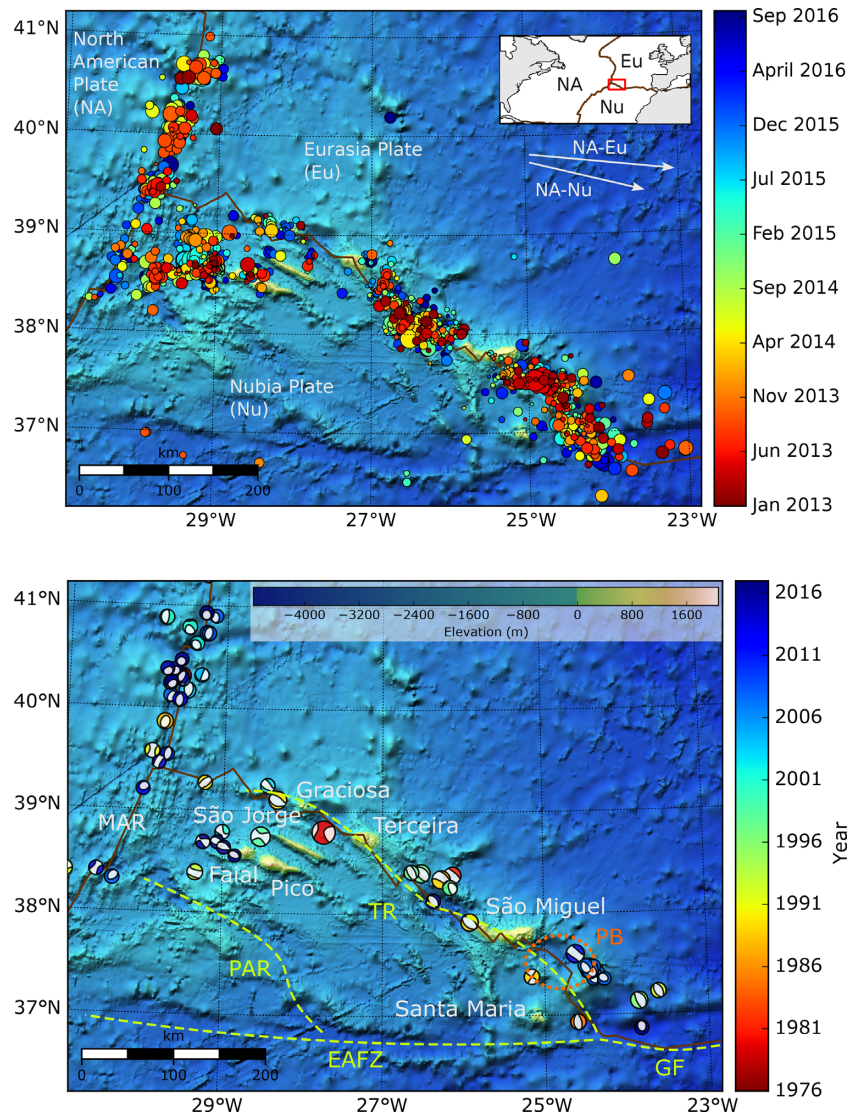 41°N
40°N
39°N
38°N
37°N
North
American
Plate
(NA)
Eurasia Plate
(Eu)
Nubia Plate
(Nu)
Eu
NA
Nu
NA-Eu
NA-Nu
km
0 100 200
29°W 27°W 25°W 23°W
Sep 2016
April 2016
Dec 2015
Jul 2015
Feb 2015
Sep 2014
Apr 2014
Nov 2013
Jun 2013
Jan 2013
41°N
40°N
39°N
38°N
37°N
−4000 −3200 −2400 −1600 −800 0 800 1600
Elevation (m)
Graciosa
São Jorge
MAR
Terceira
Faial
Pico
TR
São Miguel
PB
PAR
Santa Maria
EAFZ
GF
km
0 100 200
29°W 27°W 25°W 23°W
2016
2011
2006
2001
1996
1991
1986
1981
1976
Year